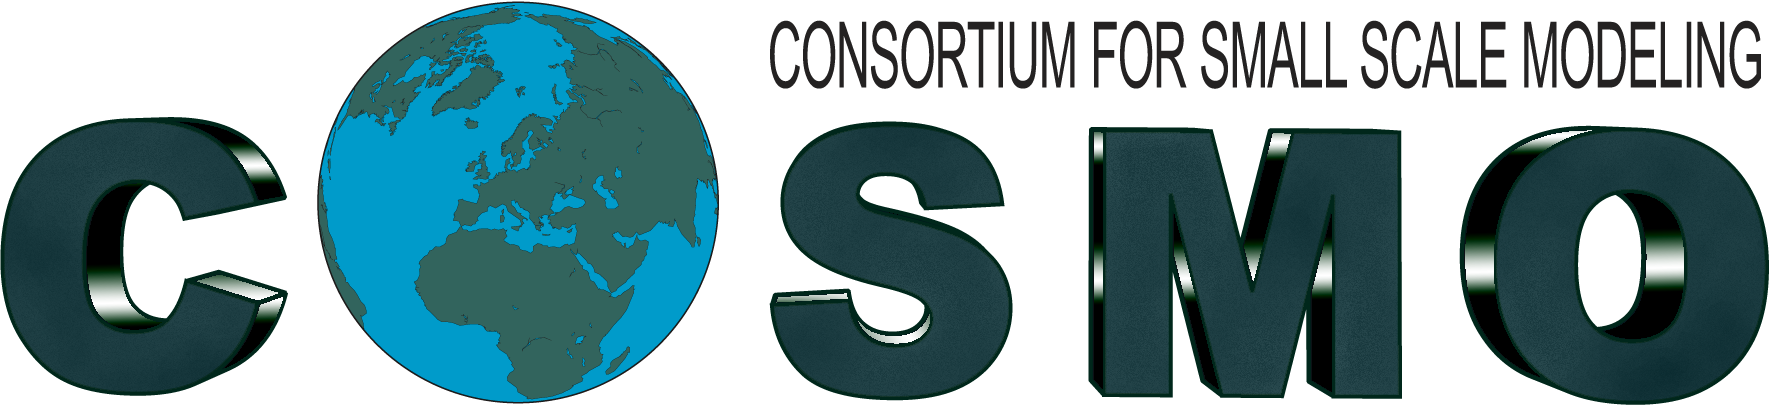 CONSORTIUM FOR SMALL SCALE MODELING
COSMO